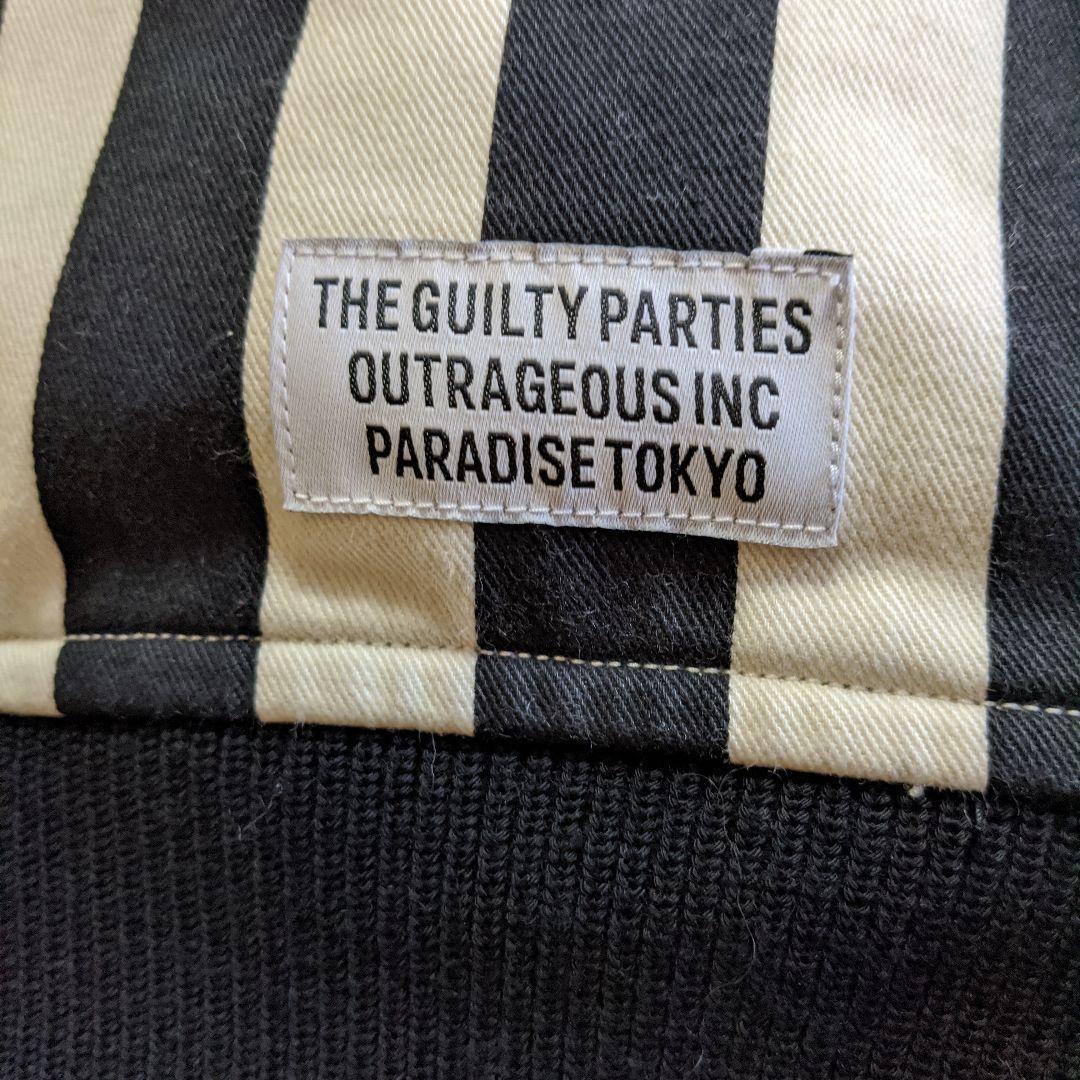 THE GUILTY PARTIES
OUTRAGEOUS INC
PARADISE TOKYO